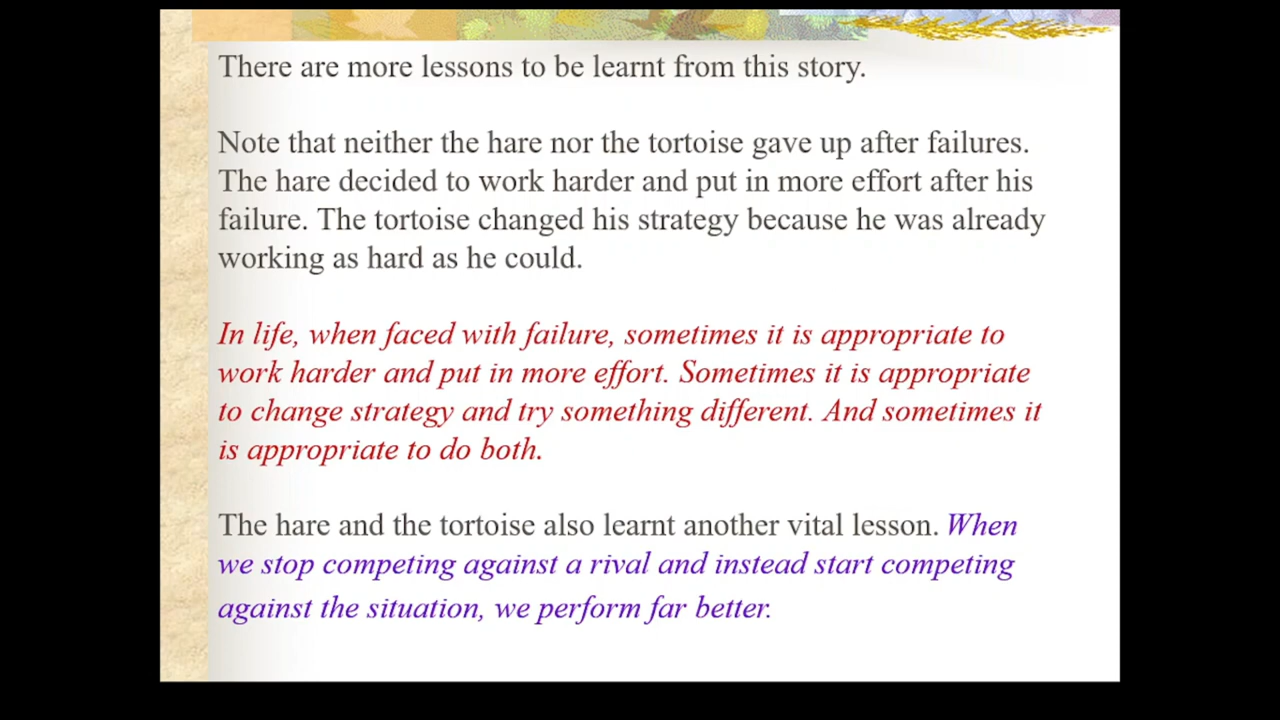 There are more lessons to be learnt from this story.
Note that neither the hare nor the tortoise gave up after failures.
The hare decided to work harder and put in more effort after his
failure. The tortoise changed his strategy because he was already
working as hard as he could.
In life, when faced with failure, sometimes it is appropriate to
work harder and put in more effort. Sometimes it is appropriate
to change strategy and try something different. And sometimes it
is appropriate to do both.
The hare and the tortoise also learnt another vital lesson. When
we stop competing against a rival and instead start competing
against the situation, we perform far better.